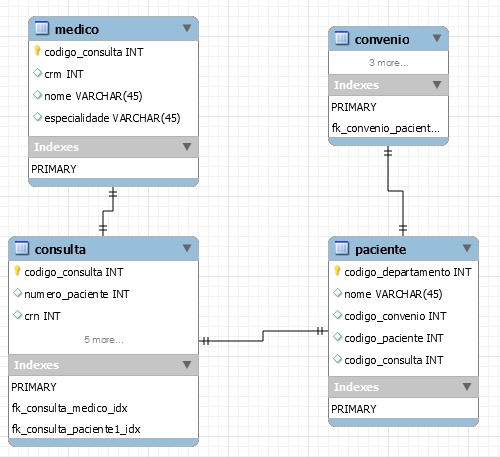 medico
codigo_consulta INT
crm INT
nome VARCHAR(45)
especialidade VARCHAR(45)
Indexes
PRIMARY
convenio
3 more...
Indexes
PRIMARY
fk_convenio_pacient...
consulta
codigo_consulta INT
numero_paciente INT
crn INT
5 more...
Indexes
PRIMARY
fk_consulta_medico_idx
fk_consulta_paciente1_idx
paciente
codigo_departamento INT
nome VARCHAR(45)
codigo_convenio INT
codigo_paciente INT
codigo_consulta INT
Indexes
PRIMARY